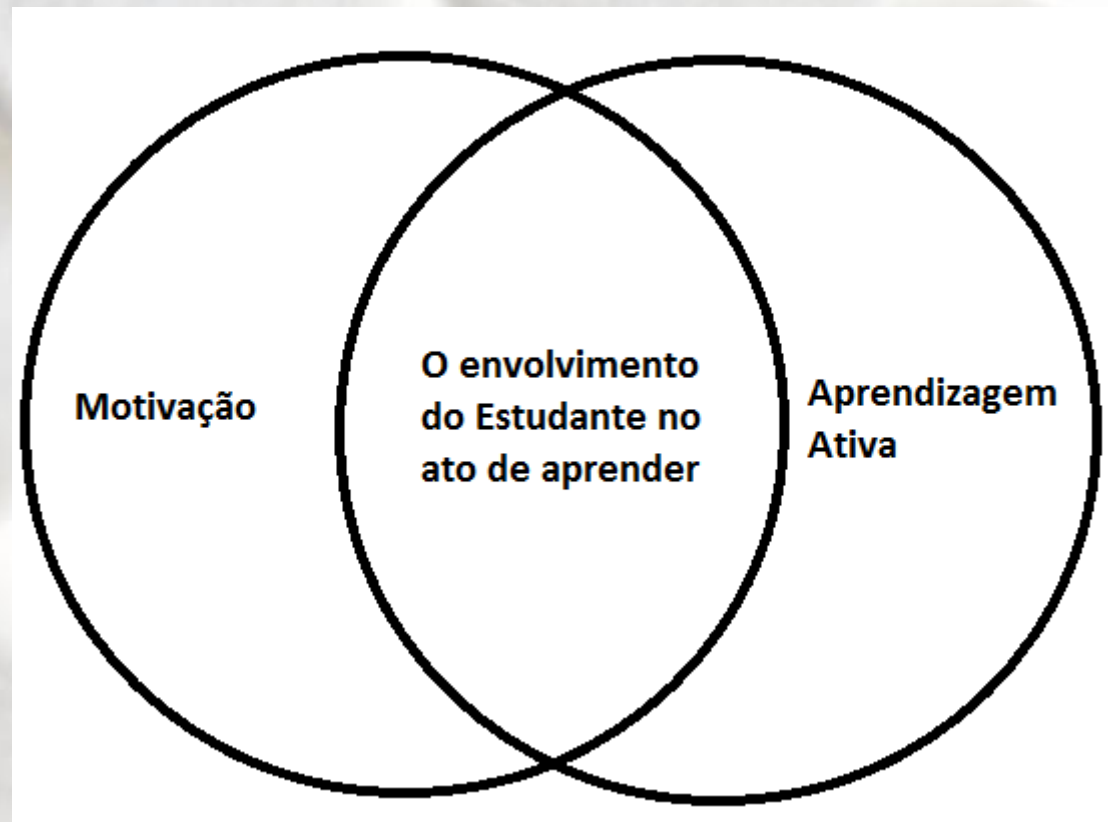 Motivação
O envolvimento
do Estudante no
ato de aprender
Aprendizagem
Ativa